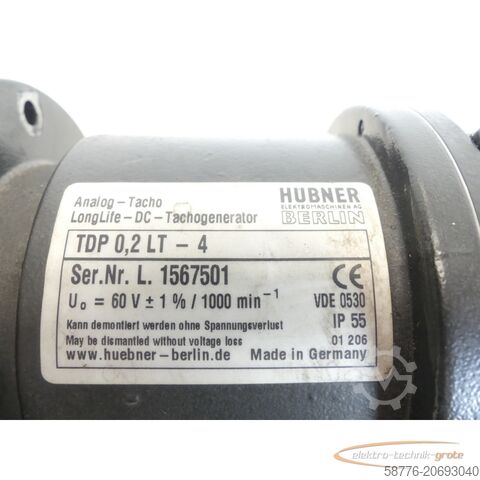 Analog - Tacho
LongLife - DC - Tachogenerator
HÜBNER
ELEKTROMASCHINEN AG
BERLIN
TDP 0,2 LT - 4
Ser.Nr. L. 1567501
CE
U₀ = 60 V ± 1 % / 1000 min⁻¹
VDE 0530
Kann demontiert werden ohne Spannungsverlust
IP 55
May be dismantled without voltage loss
01 206
www.huebner-berlin.de
Made in Germany
elektro-technik-grote
58776-20693040